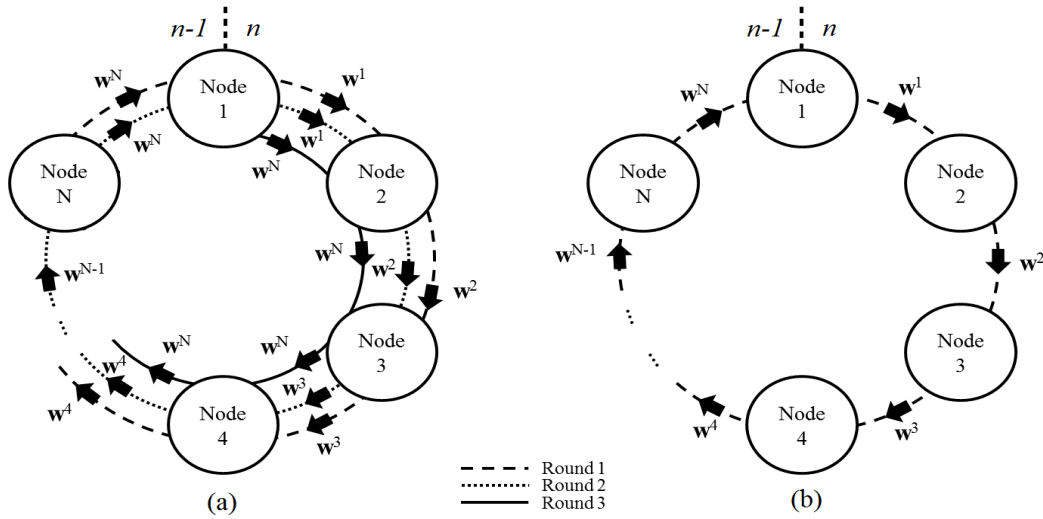 n-1 n
w^N
w^1
Node
1
w^N
w^1
w^N
Node
N
Node
2
w^N
w^2
w^2
w^{N-1}
Node
3
w^N
w^N
w^4
w^3
w^4
Node
4
w^3
(a)
n-1 n
w^N
w^1
Node
1
Node
N
Node
2
w^{N-1}
w^2
Node
3
w^4
w^3
Node
4
(b)
Round 1
Round 2
Round 3